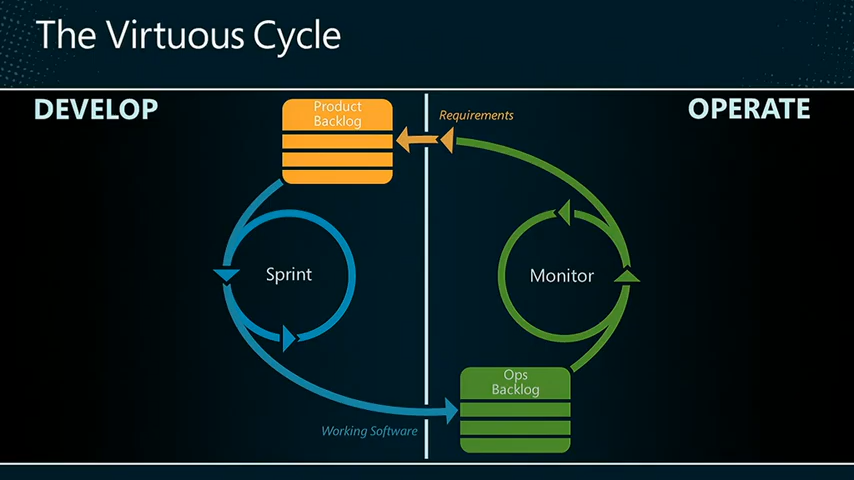 The Virtuous Cycle
DEVELOP
OPERATE
Product
Backlog
Requirements
Sprint
Monitor
Ops
Backlog
Working Software